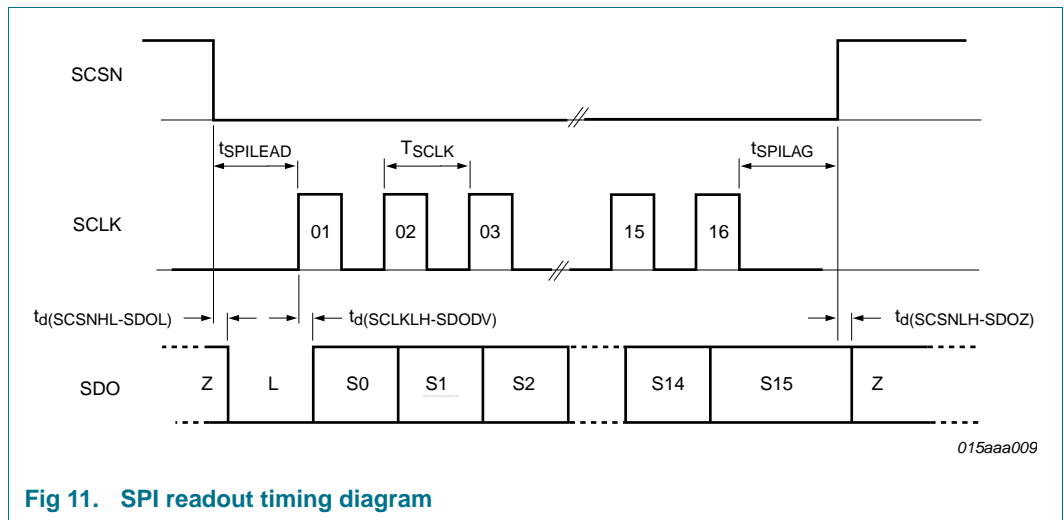 SCSN
tSPILEAD TSCLK tSPILAG
SCLK 01 02 03 15 16
td(SCSNHL-SDOL) td(SCLKLH-SDODV) td(SCSNLH-SDOZ)
SDO Z L S0 S1 S2 S14 S15 Z
015aaa009
Fig 11. SPI readout timing diagram